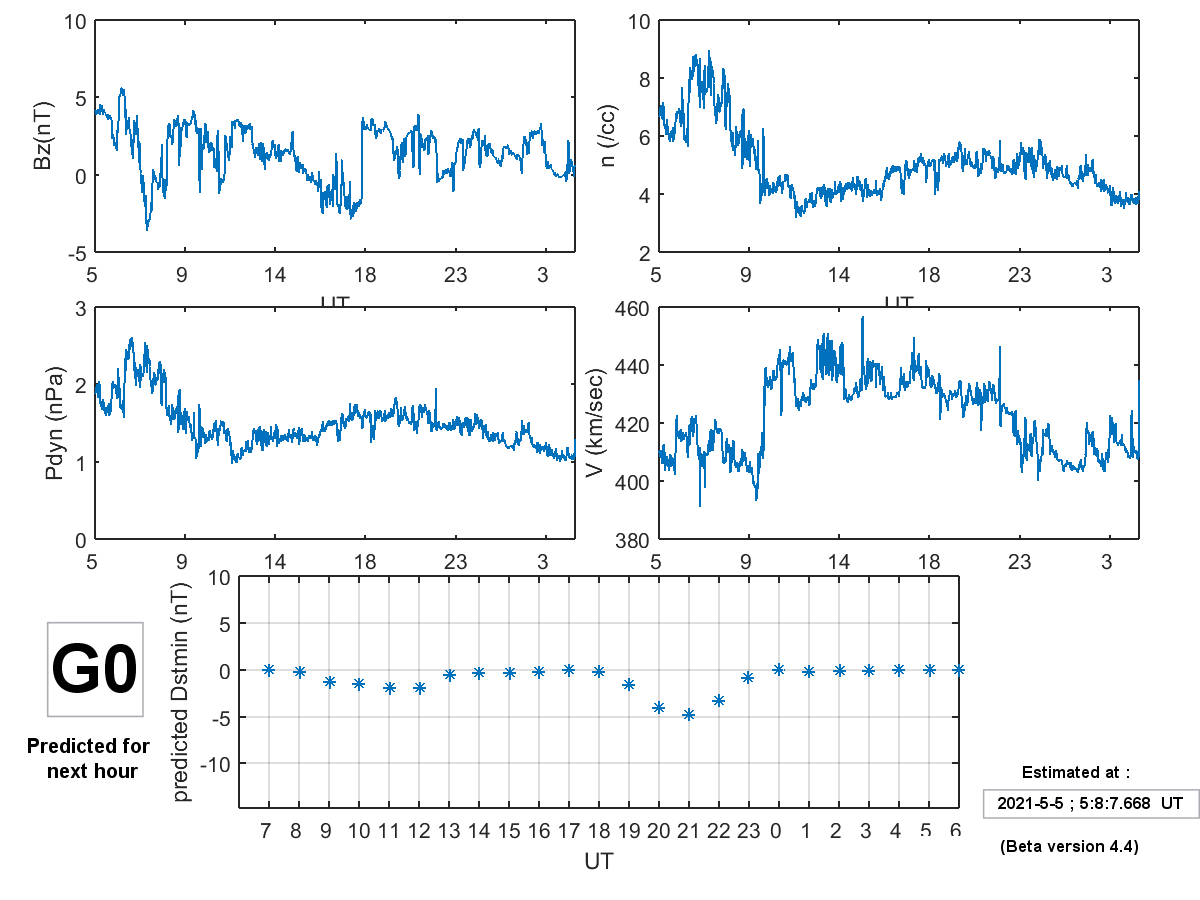 10
5
0
-5
Bz(nT)
5 9 14 18 23 3
UT
10
8
6
4
2
n (/cc)
5 9 14 18 23 3
UT
3
2
1
0
Pdyn (nPa)
5 9 14 18 23 3
460
440
420
400
380
V (km/sec)
5 9 14 18 23 3
G0
Predicted for
next hour
10
5
0
-5
-10
predicted Dstmin (nT)
7 8 9 10 11 12 13 14 15 16 17 18 19 20 21 22 23 0 1 2 3 4 5 6
UT
Estimated at :
2021-5-5 ; 5:8:7.668 UT
(Beta version 4.4)